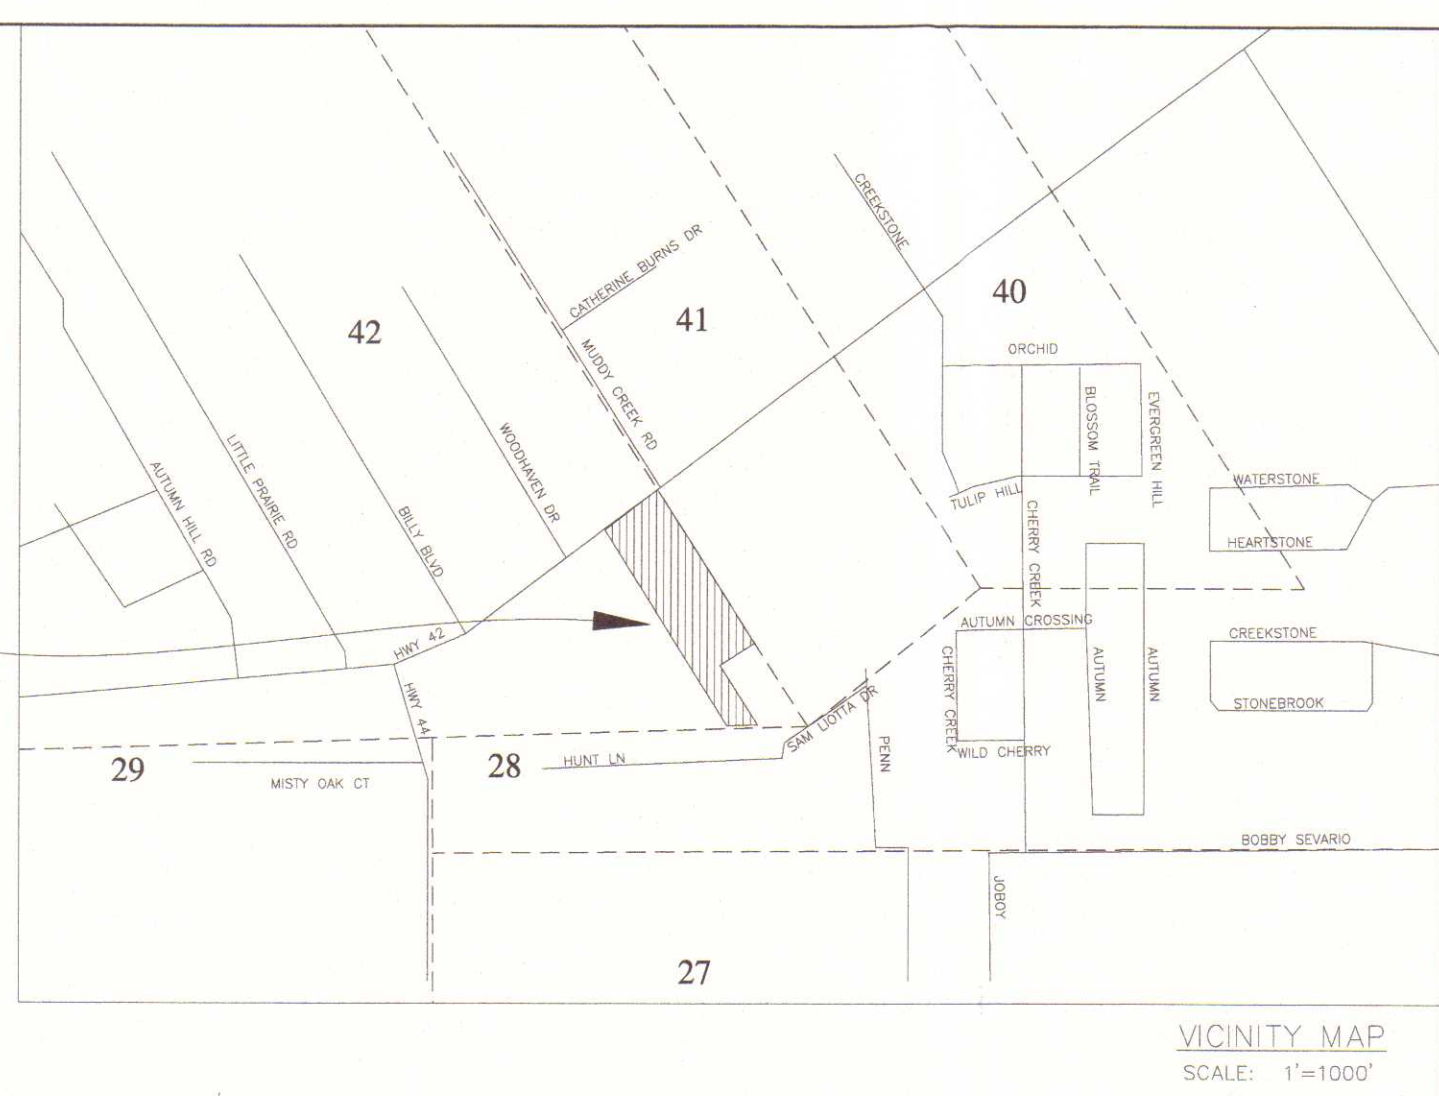 CREEKSTONE
CATHERINE BURNS DR
40
42
41
MUDDY CREEK RD
ORCHID
BLOSSOM TRAIL
EVERGREEN HILL
WOODHAVEN DR
LITTLE PRAIRIE RD
AUTUMN HILL RD
BILLY BLVD
TULIP HILL
WATERSTONE
CHERRY CREEK
HEARTSTONE
HWY 42
AUTUMN CROSSING
CREEKSTONE
CHERRY CREEK
AUTUMN
AUTUMN
HWY 44
SAM LIOTTA DR
STONEBROOK
PENN
WILD CHERRY
29
28
HUNT LN
MISTY OAK CT
BOBBY SEVARIO
JOBOY
27
VICINITY MAP
SCALE: 1'=1000'